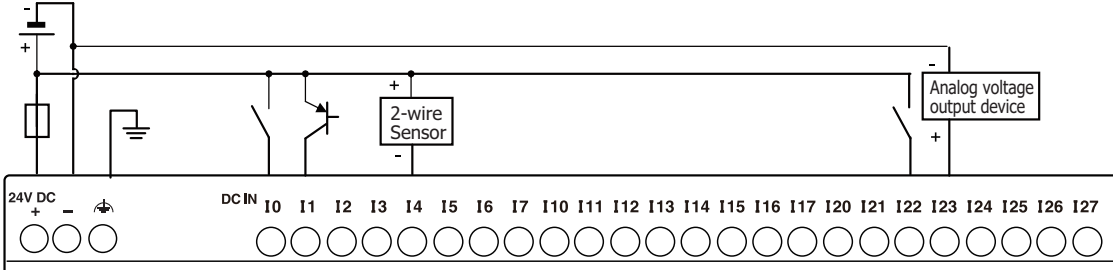 -
+
+
2-wire
Sensor
-
-
Analog voltage
output device
+
24V DC
+ -
DC IN I0 I1 I2 I3 I4 I5 I6 I7 I10 I11 I12 I13 I14 I15 I16 I17 I20 I21 I22 I23 I24 I25 I26 I27